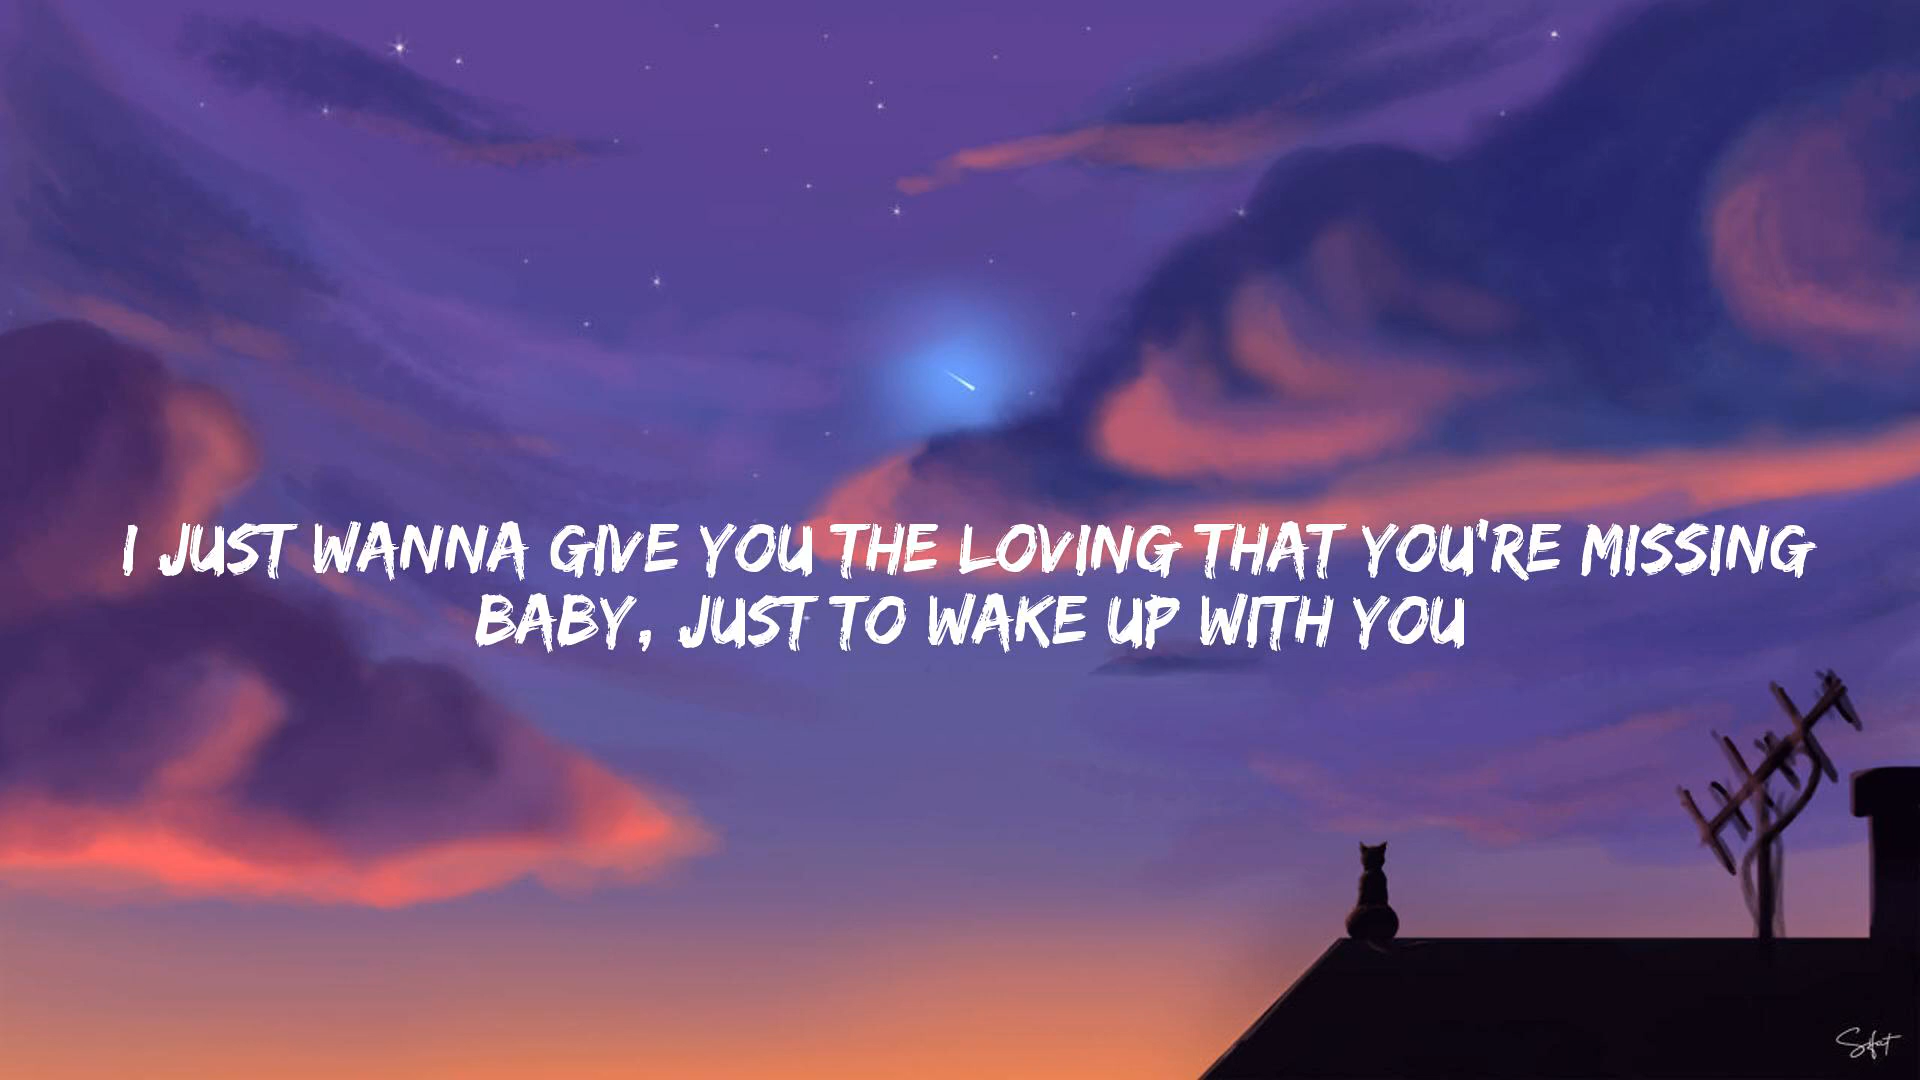 I JUST WANNA GIVE YOU THE LOVING THAT YOU'RE MISSING
BABY, JUST TO WAKE UP WITH YOU